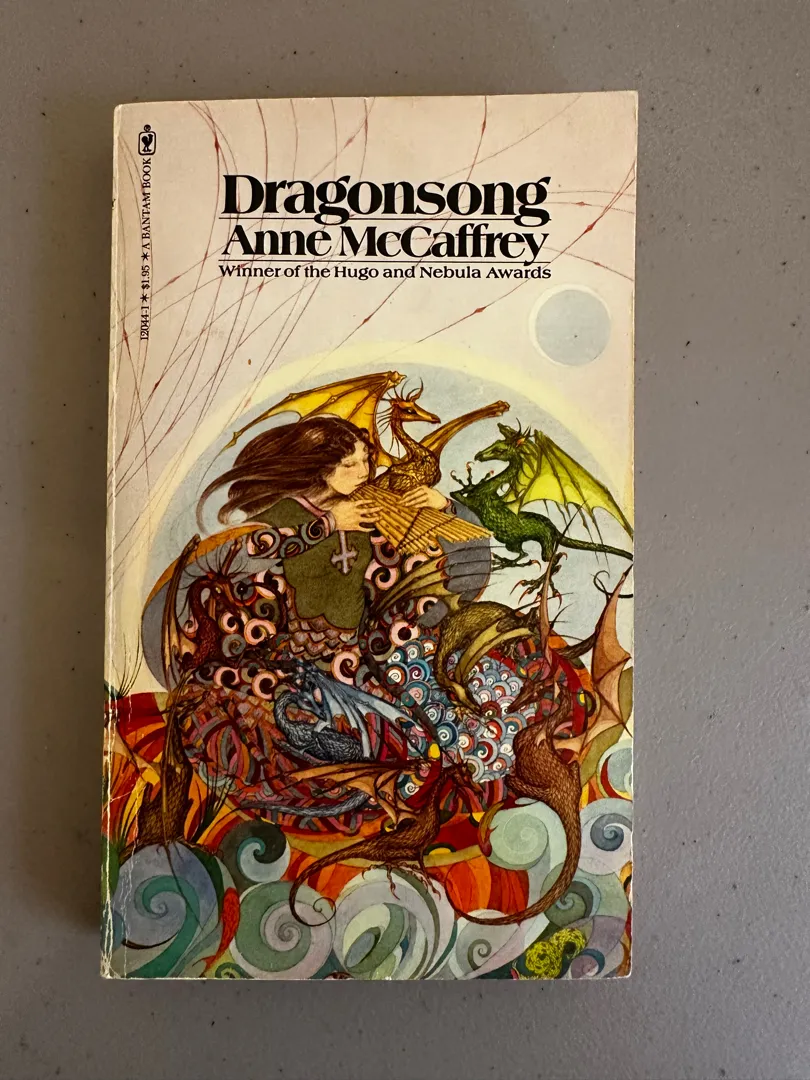 Dragonsong
Anne McCaffrey
Winner of the Hugo and Nebula Awards
12044-1 * $1.95 * A BANTAM BOOK